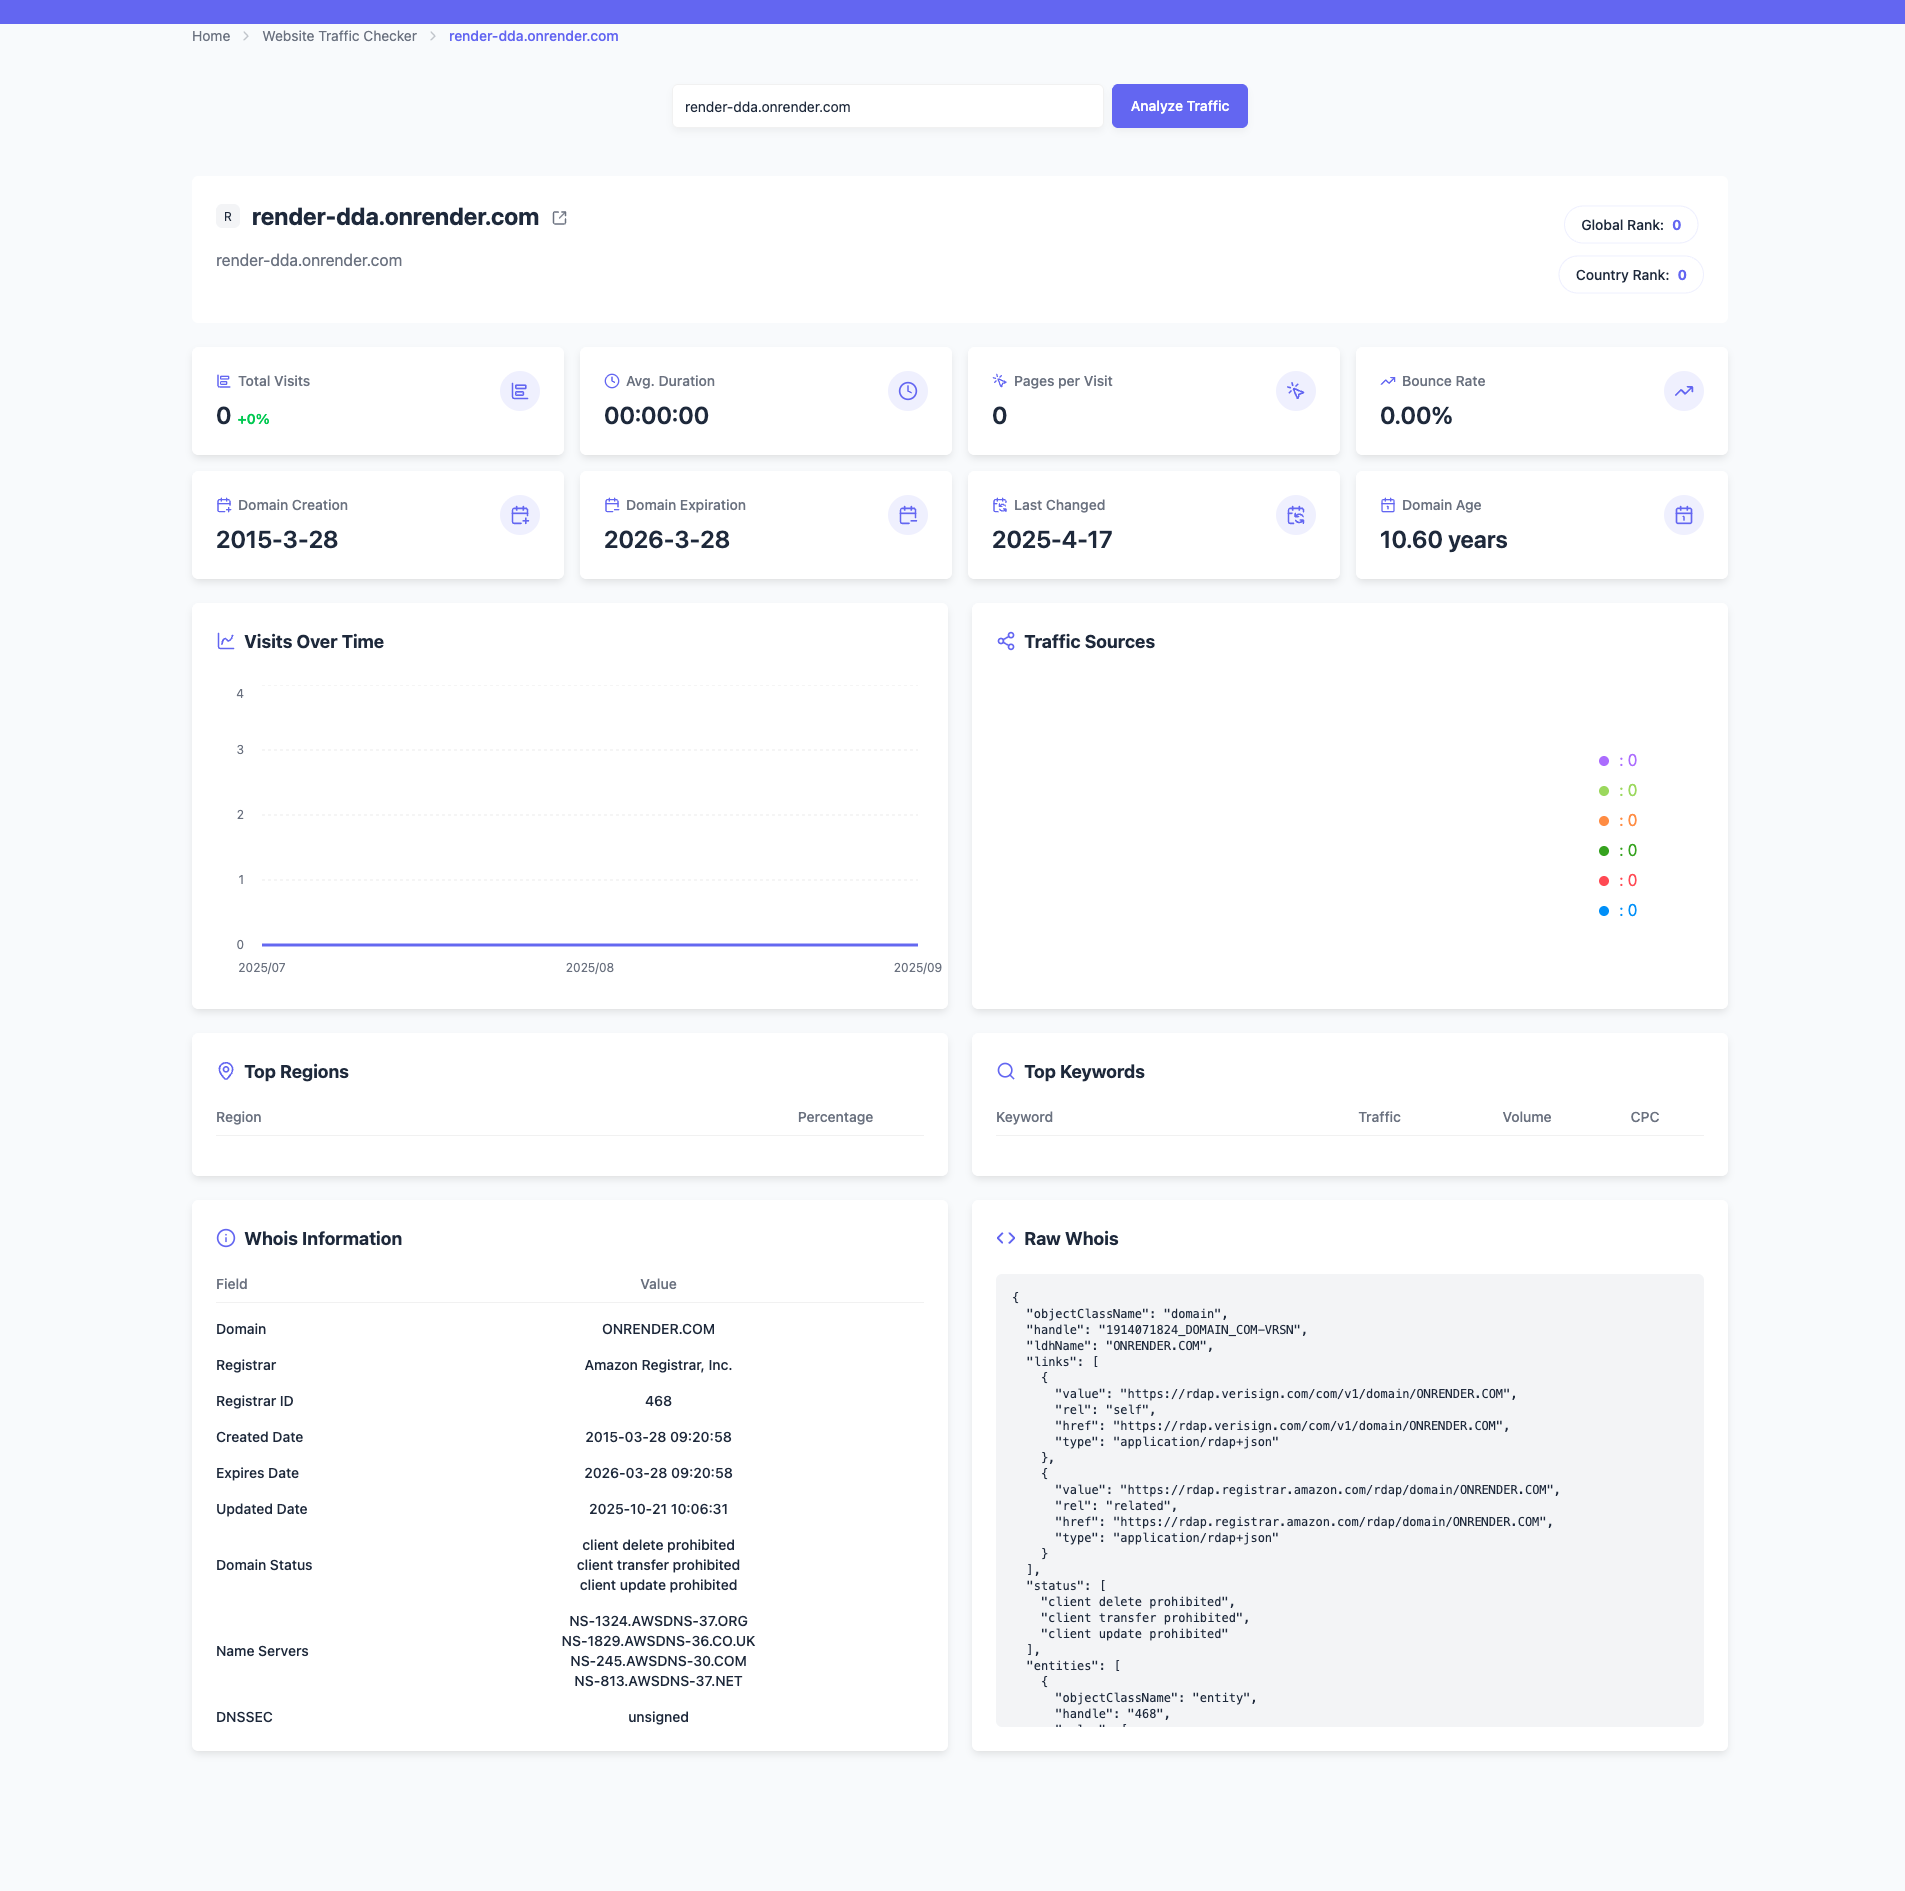 Home > Website Traffic Checker > render-dda.onrender.com
render-dda.onrender.com
Analyze Traffic
R render-dda.onrender.com
render-dda.onrender.com
Global Rank: 0
Country Rank: 0
Total Visits
0 +0%
Avg. Duration
00:00:00
Pages per Visit
0
Bounce Rate
0.00%
Domain Creation
2015-3-28
Domain Expiration
2026-3-28
Last Changed
2025-4-17
Domain Age
10.60 years
Visits Over Time
4
3
2
1
0
2025/07 2025/08 2025/09
Traffic Sources
: 0
: 0
: 0
: 0
: 0
: 0
Top Regions
Region Percentage
Top Keywords
Keyword Traffic Volume CPC
Whois Information
Field Value
Domain ONRENDER.COM
Registrar Amazon Registrar, Inc.
Registrar ID 468
Created Date 2015-03-28 09:20:58
Expires Date 2026-03-28 09:20:58
Updated Date 2025-10-21 10:06:31
Domain Status
client delete prohibited
client transfer prohibited
client update prohibited
Name Servers
NS-1324.AWSDNS-37.ORG
NS-1829.AWSDNS-36.CO.UK
NS-245.AWSDNS-30.COM
NS-813.AWSDNS-37.NET
DNSSEC unsigned
Raw Whois
{
"objectClassName": "domain",
"handle": "1914071824_DOMAIN_COM-VRSN",
"ldhName": "ONRENDER.COM",
"links": [
{
"value": "https://rdap.verisign.com/com/v1/domain/ONRENDER.COM",
"rel": "self",
"href": "https://rdap.verisign.com/com/v1/domain/ONRENDER.COM",
"type": "application/rdap+json"
},
{
"value": "https://rdap.registrar.amazon.com/rdap/domain/ONRENDER.COM",
"rel": "related",
"href": "https://rdap.registrar.amazon.com/rdap/domain/ONRENDER.COM",
"type": "application/rdap+json"
}
],
"status": [
"client delete prohibited",
"client transfer prohibited",
"client update prohibited"
],
"entities": [
{
"objectClassName": "entity",
"handle": "468",